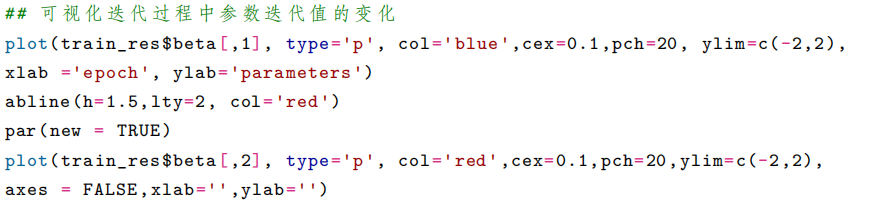 ## 可视化迭代过程中参数迭代值的变化
plot(train_res$beta[,1], type='p', col='blue',cex=0.1,pch=20, ylim=c(-2,2),
xlab ='epoch', ylab='parameters')
abline(h=1.5,lty=2, col='red')
par(new = TRUE)
plot(train_res$beta[,2], type='p', col='red',cex=0.1,pch=20,ylim=c(-2,2),
axes = FALSE,xlab='',ylab='')